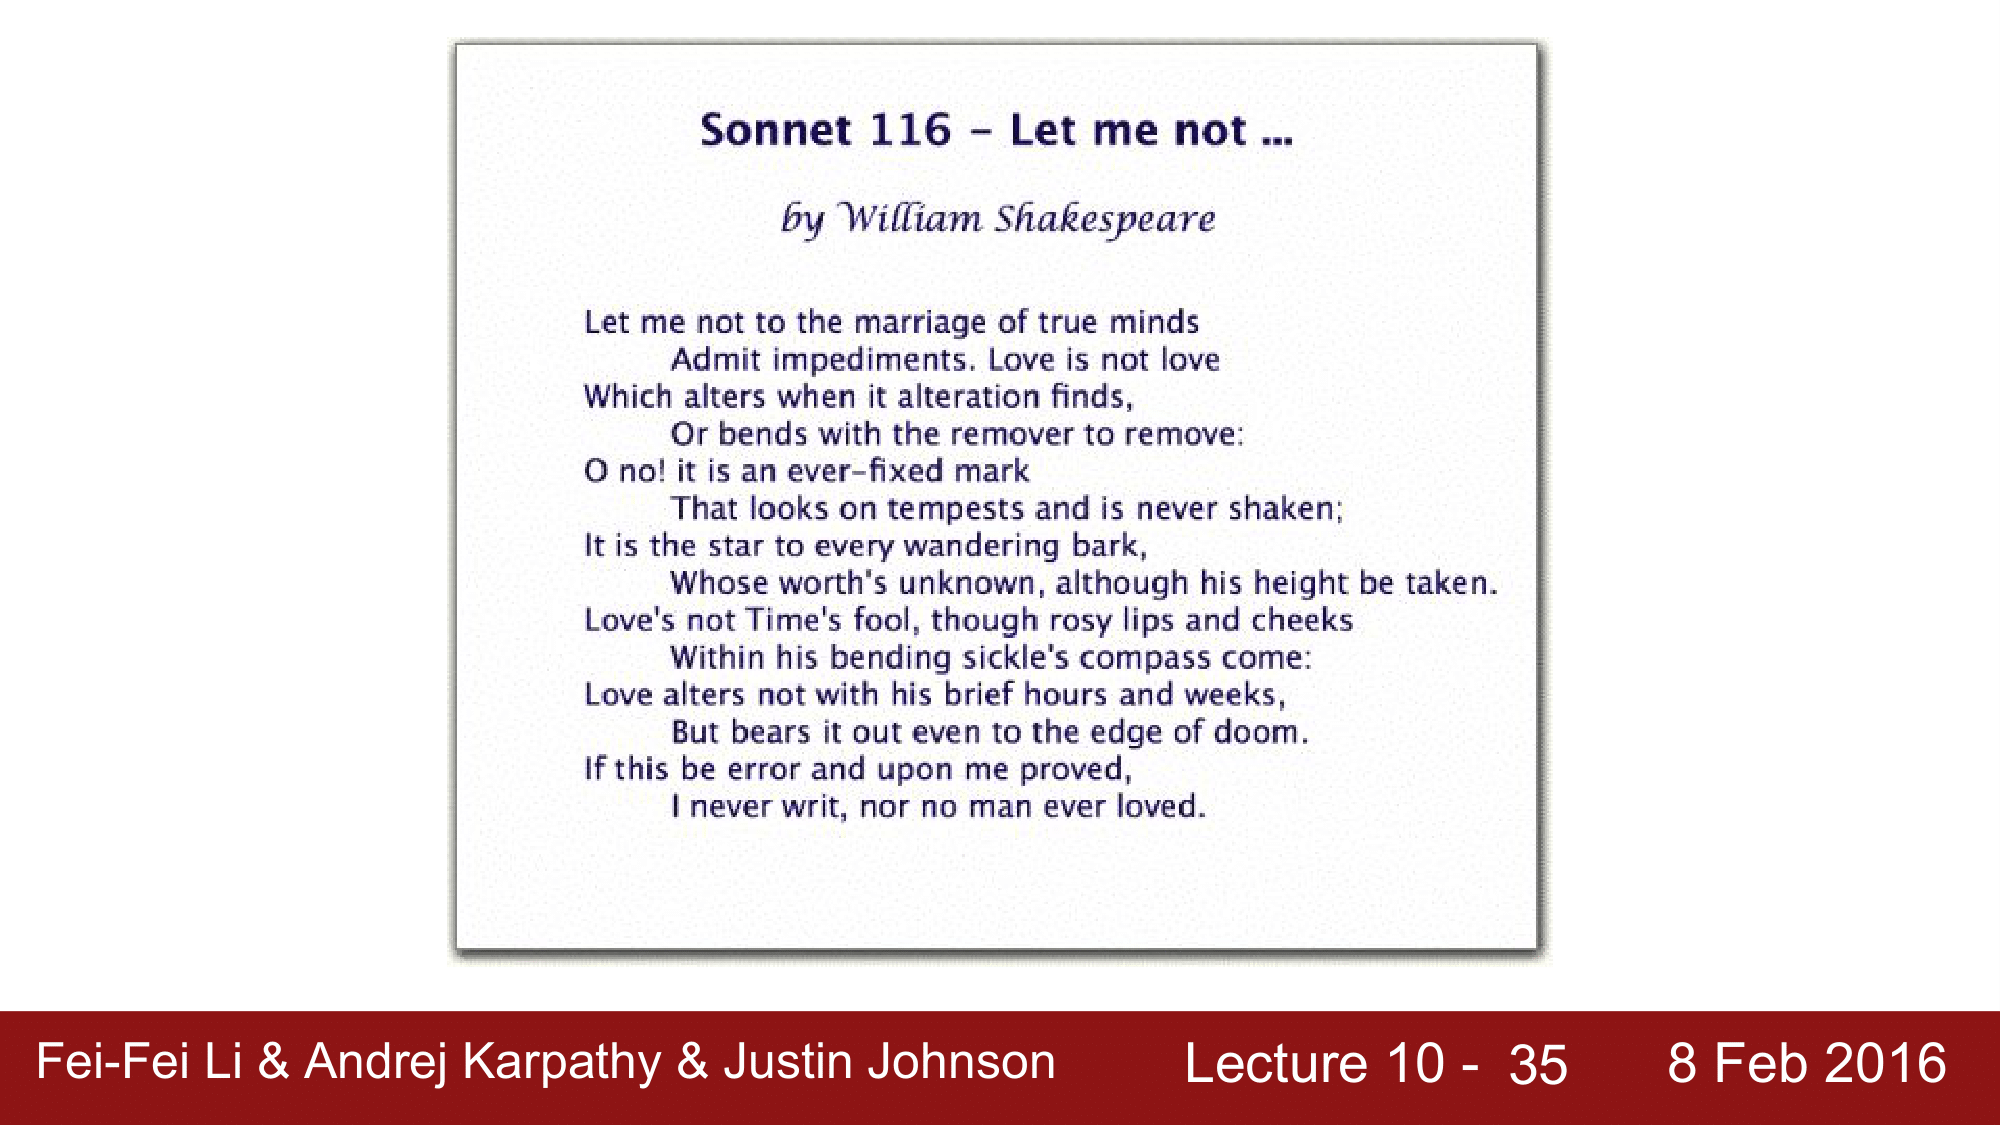 Sonnet 116 – Let me not ...
by William Shakespeare
Let me not to the marriage of true minds
Admit impediments. Love is not love
Which alters when it alteration finds,
Or bends with the remover to remove:
O no! it is an ever–fixed mark
That looks on tempests and is never shaken;
It is the star to every wandering bark,
Whose worth's unknown, although his height be taken.
Love's not Time's fool, though rosy lips and cheeks
Within his bending sickle's compass come:
Love alters not with his brief hours and weeks,
But bears it out even to the edge of doom.
If this be error and upon me proved,
I never writ, nor no man ever loved.
Fei-Fei Li & Andrej Karpathy & Justin Johnson Lecture 10 - 35 8 Feb 2016